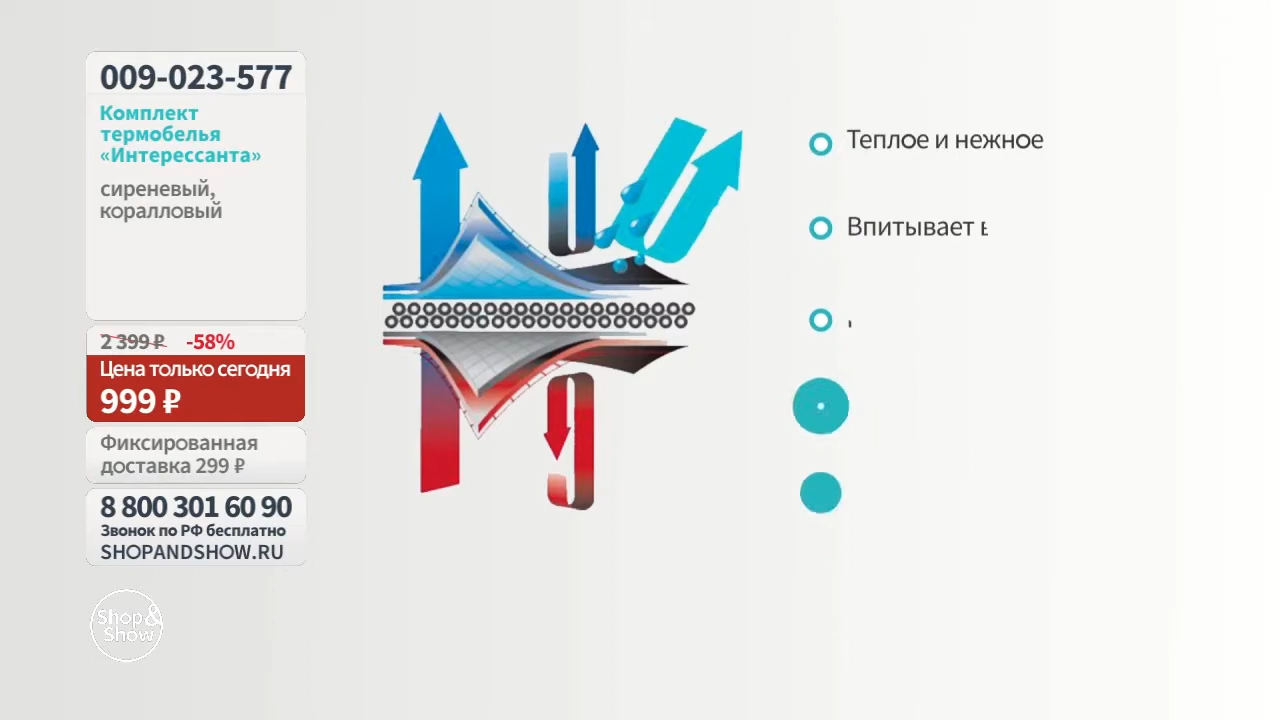 009-023-577
Комплект
термобелья
«Интерессанта»
сиреневый,
коралловый
2 399 ₽ -58%
Цена только сегодня
999 ₽
Фиксированная
доставка 299 ₽
8 800 301 60 90
Звонок по РФ бесплатно
SHOPANDSHOW.RU
Shop&
Show
Теплое и нежное
Впитывает